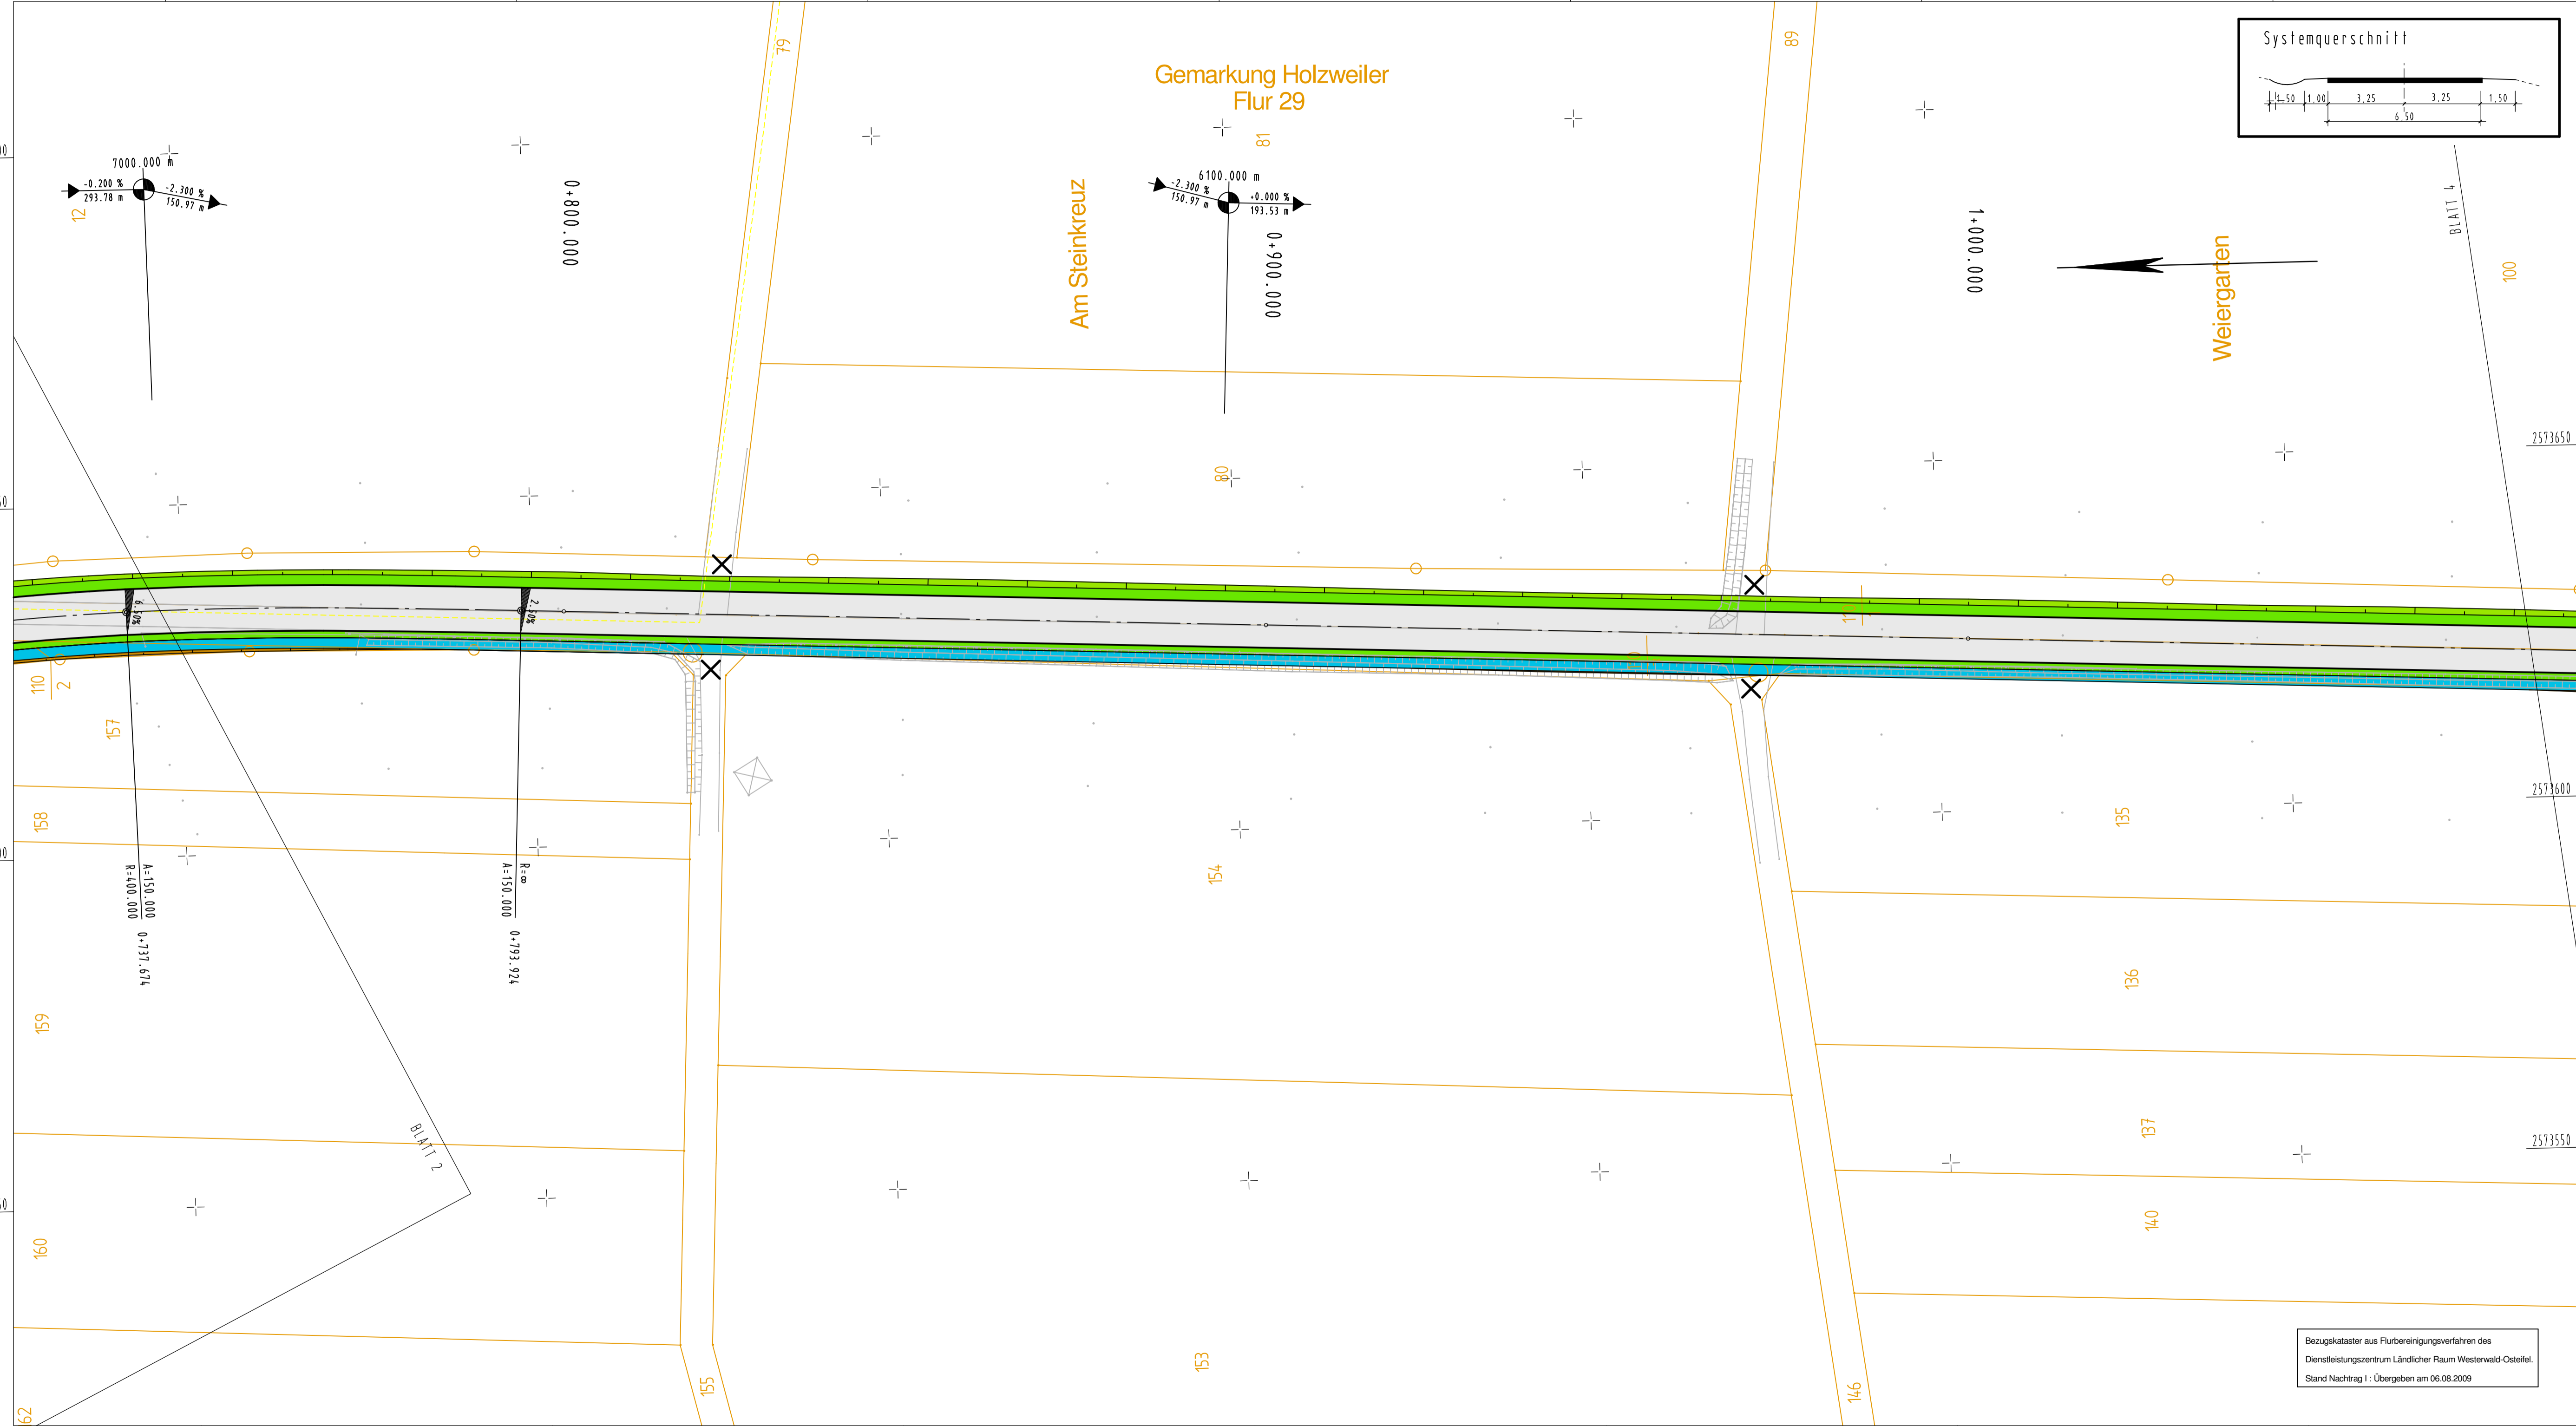 79
89
Gemarkung Holzweiler
Flur 29
81
Systemquerschnitt
1,50
1,00
3,25
3,25
1,50
6,50
7000.000 m
-0.200 %
293.78 m
-2.300 %
150.97 m
12
0+800.000
Am Steinkreuz
6100.000 m
-2.300 %
150.97 m
+0.000 %
193.53 m
0+900.000
1+000.000
Weiergarten
BLATT 4
100
2573650
80
6.50%
2.50%
110
2
157
158
2573600
135
154
A=150.000
R=400.000
0+737.674
R=∞
A=150.000
0+793.924
136
159
137
2573550
BLATT 2
140
160
153
155
146
62
Bezugskataster aus Flurbereinigungsverfahren des
Dienstleistungszentrum Ländlicher Raum Westerwald-Osteifel.
Stand Nachtrag I : Übergeben am 06.08.2009